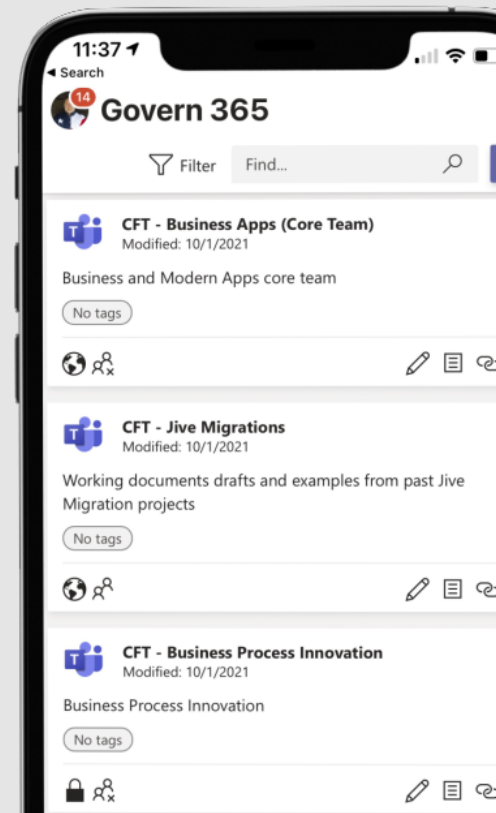 11:37
Search
14
Govern 365
Filter
Find...
T
CFT - Business Apps (Core Team)
Modified: 10/1/2021
Business and Modern Apps core team
No tags
T
CFT - Jive Migrations
Modified: 10/1/2021
Working documents drafts and examples from past Jive
Migration projects
No tags
T
CFT - Business Process Innovation
Modified: 10/1/2021
Business Process Innovation
No tags